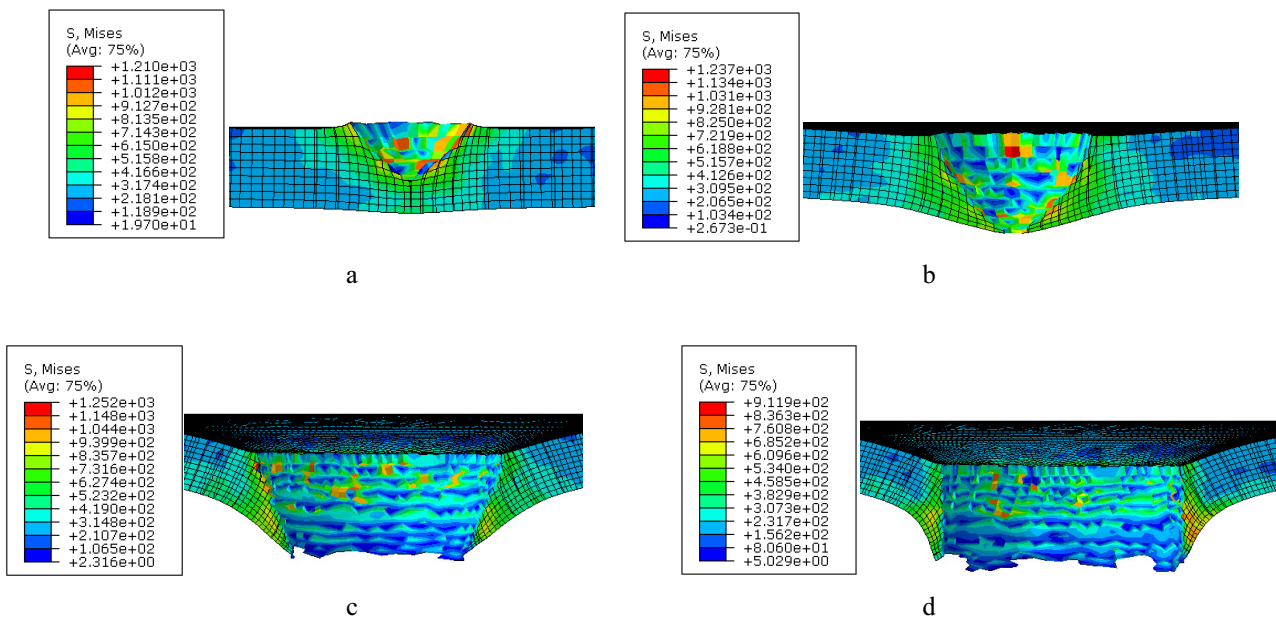 S, Mises
(Avg: 75%)
+1.210e+03
+1.111e+03
+1.012e+03
+9.127e+02
+8.135e+02
+7.143e+02
+6.150e+02
+5.158e+02
+4.166e+02
+3.174e+02
+2.181e+02
+1.189e+02
+1.970e+01
a
S, Mises
(Avg: 75%)
+1.237e+03
+1.134e+03
+1.031e+03
+9.281e+02
+8.250e+02
+7.219e+02
+6.188e+02
+5.157e+02
+4.126e+02
+3.095e+02
+2.065e+02
+1.034e+02
+2.673e-01
b
S, Mises
(Avg: 75%)
+1.252e+03
+1.148e+03
+1.044e+03
+9.399e+02
+8.357e+02
+7.316e+02
+6.274e+02
+5.232e+02
+4.190e+02
+3.148e+02
+2.107e+02
+1.065e+02
+2.316e+00
c
S, Mises
(Avg: 75%)
+9.119e+02
+8.363e+02
+7.608e+02
+6.852e+02
+6.096e+02
+5.340e+02
+4.585e+02
+3.829e+02
+3.073e+02
+2.317e+02
+1.562e+02
+8.060e+01
+5.029e+00
d